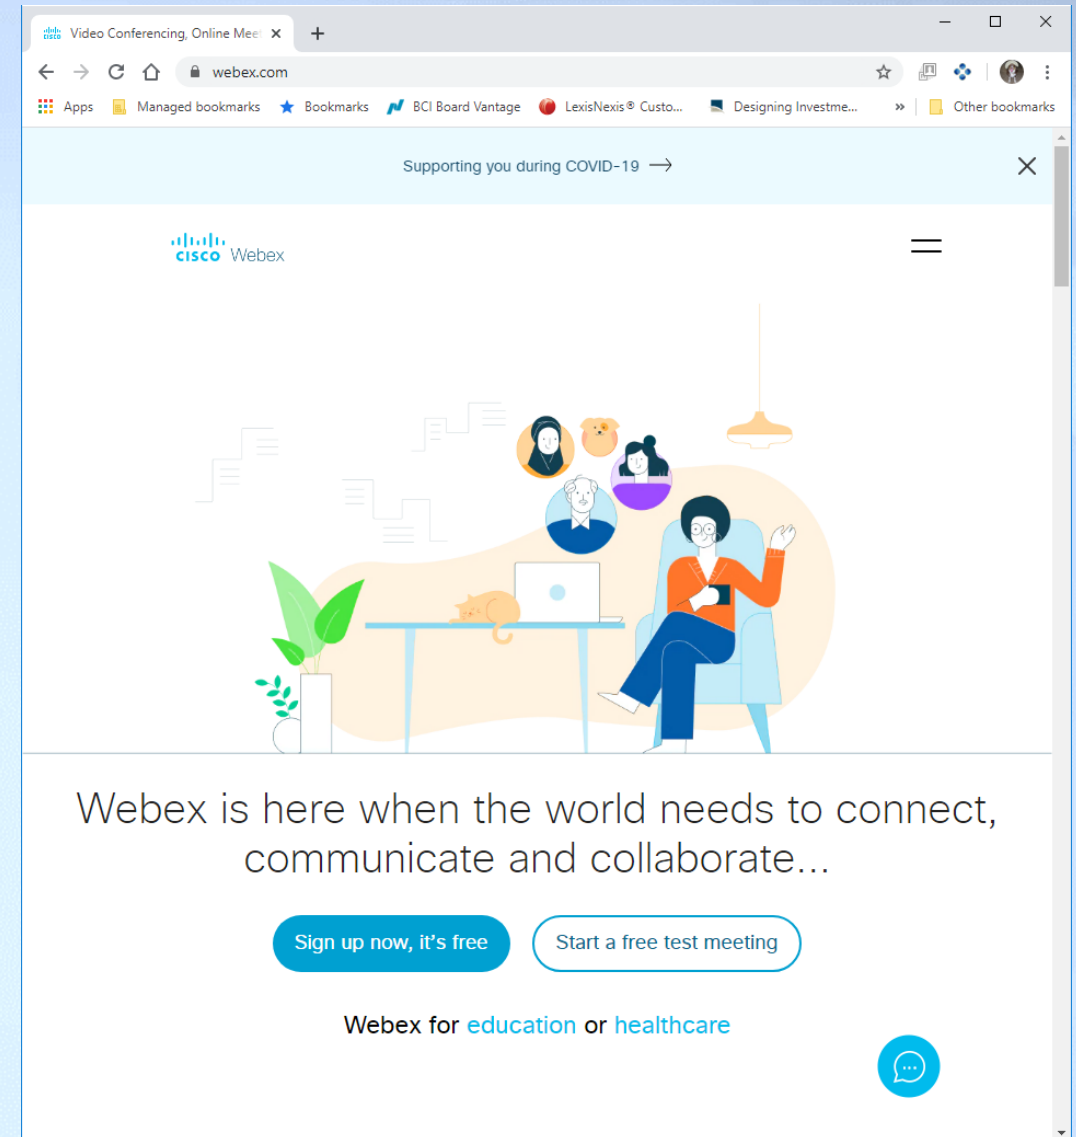 Video Conferencing, Online Mee
webex.com
Apps Managed bookmarks Bookmarks BCI Board Vantage LexisNexis® Custo... Designing Investme... » Other bookmarks
Supporting you during COVID-19 →
CISCO Webex
Webex is here when the world needs to connect,
communicate and collaborate...
Sign up now, it's free Start a free test meeting
Webex for education or healthcare